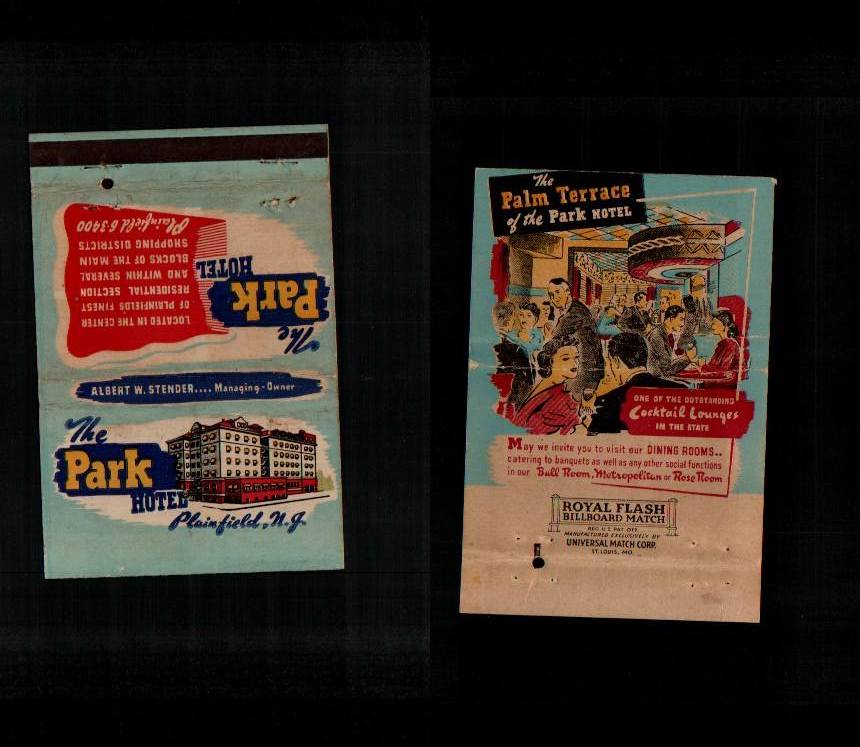 The
Park
HOTEL
LOCATED IN THE CENTER
OF PLAINFIELDS FINEST
RESIDENTIAL SECTION
AND WITHIN SEVERAL
BLOCKS OF THE MAIN
SHOPPING DISTRICTS
Plainfield 6-3400
ALBERT W. STENDER.... Managing-Owner
The
Park
HOTEL
Plainfield, N.J.
The
Palm Terrace
of the Park HOTEL
ONE OF THE OUTSTANDING
Cocktail Lounges
IN THE STATE
May we invite you to visit our DINING ROOMS..
catering to banquets as well as any other social functions
in our Ball Room, Metropolitan or Rose Room
ROYAL FLASH
BILLBOARD MATCH
REG. U.S. PAT. OFF.
MANUFACTURED EXCLUSIVELY BY
UNIVERSAL MATCH CORP.
ST. LOUIS, MO.